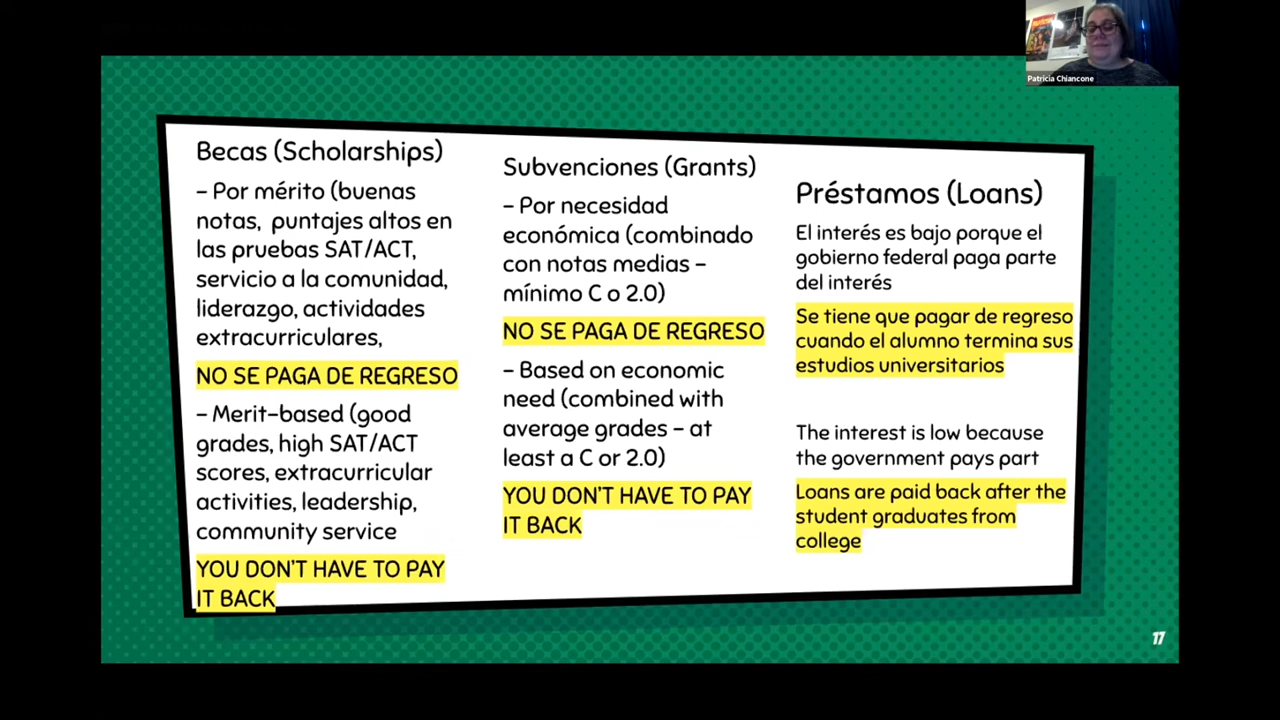 Patricia Chiancone
Becas (Scholarships)
- Por mérito (buenas
notas, puntajes altos en
las pruebas SAT/ACT,
servicio a la comunidad,
liderazgo, actividades
extracurriculares,
NO SE PAGA DE REGRESO
- Merit-based (good
grades, high SAT/ACT
scores, extracurricular
activities, leadership,
community service
YOU DON'T HAVE TO PAY
IT BACK
Subvenciones (Grants)
- Por necesidad
económica (combinado
con notas medias -
mínimo C o 2.0)
NO SE PAGA DE REGRESO
- Based on economic
need (combined with
average grades - at
least a C or 2.0)
YOU DON'T HAVE TO PAY
IT BACK
Préstamos (Loans)
El interés es bajo porque el
gobierno federal paga parte
del interés
Se tiene que pagar de regreso
cuando el alumno termina sus
estudios universitarios
The interest is low because
the government pays part
Loans are paid back after the
student graduates from
college
17